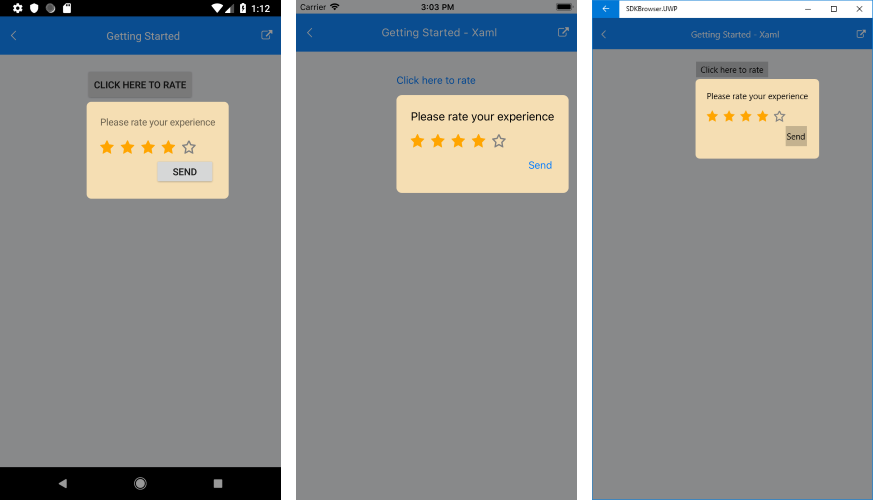 1:12
Getting Started
CLICK HERE TO RATE
Please rate your experience
SEND
Carrier 3:03 PM
Getting Started - Xaml
Click here to rate
Please rate your experience
Send
SDKBrowser.UWP
Getting Started - Xaml
Click here to rate
Please rate your experience
Send